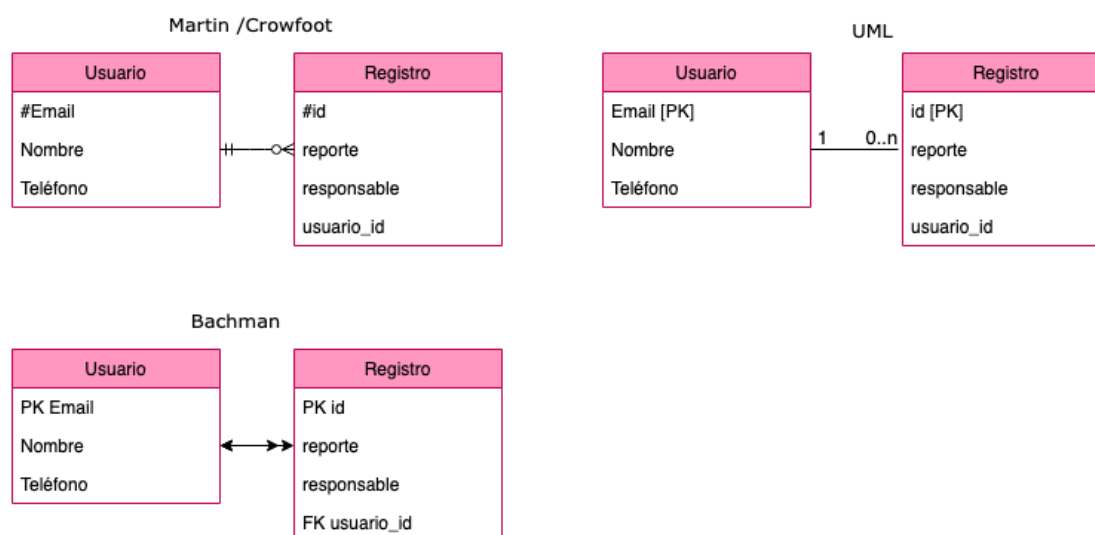 Martin /Crowfoot
Usuario
#Email
Nombre
Teléfono
Registro
#id
reporte
responsable
usuario_id
UML
Usuario
Email [PK]
Nombre
Teléfono
1
0..n
Registro
id [PK]
reporte
responsable
usuario_id
Bachman
Usuario
PK Email
Nombre
Teléfono
Registro
PK id
reporte
responsable
FK usuario_id